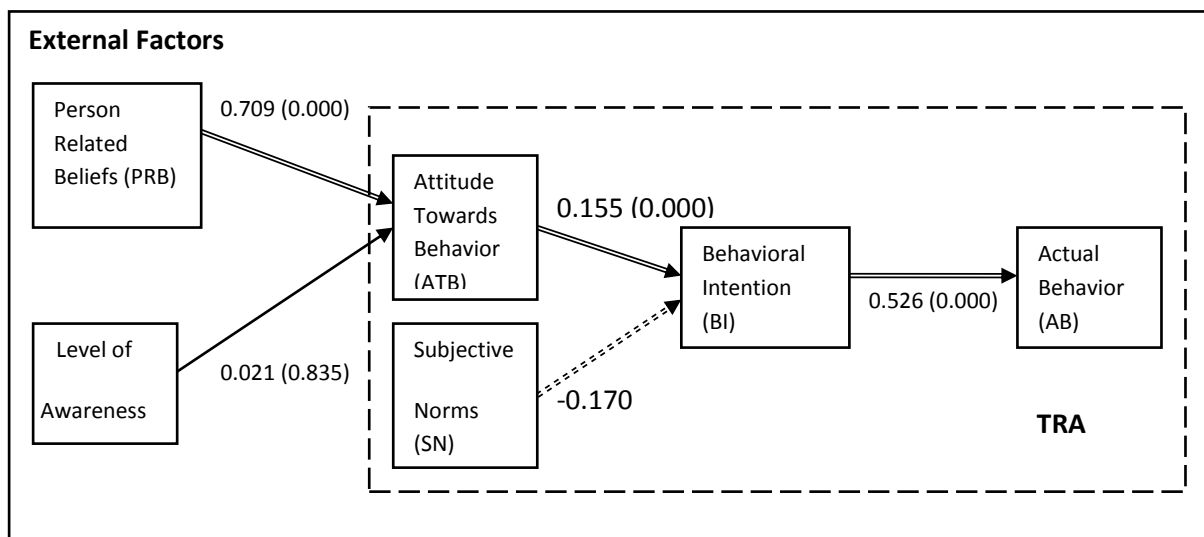 External Factors
Person
Related
Beliefs (PRB)
0.709 (0.000)
Attitude
Towards
Behavior
(ATB)
0.155 (0.000)
Behavioral
Intention
(BI)
0.526 (0.000)
Actual
Behavior
(AB)
Level of
Awareness
0.021 (0.835)
Subjective
Norms
(SN)
-0.170
TRA